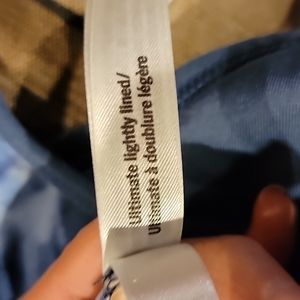 Ultimate lightly lined/
Ultimate à doublure légère